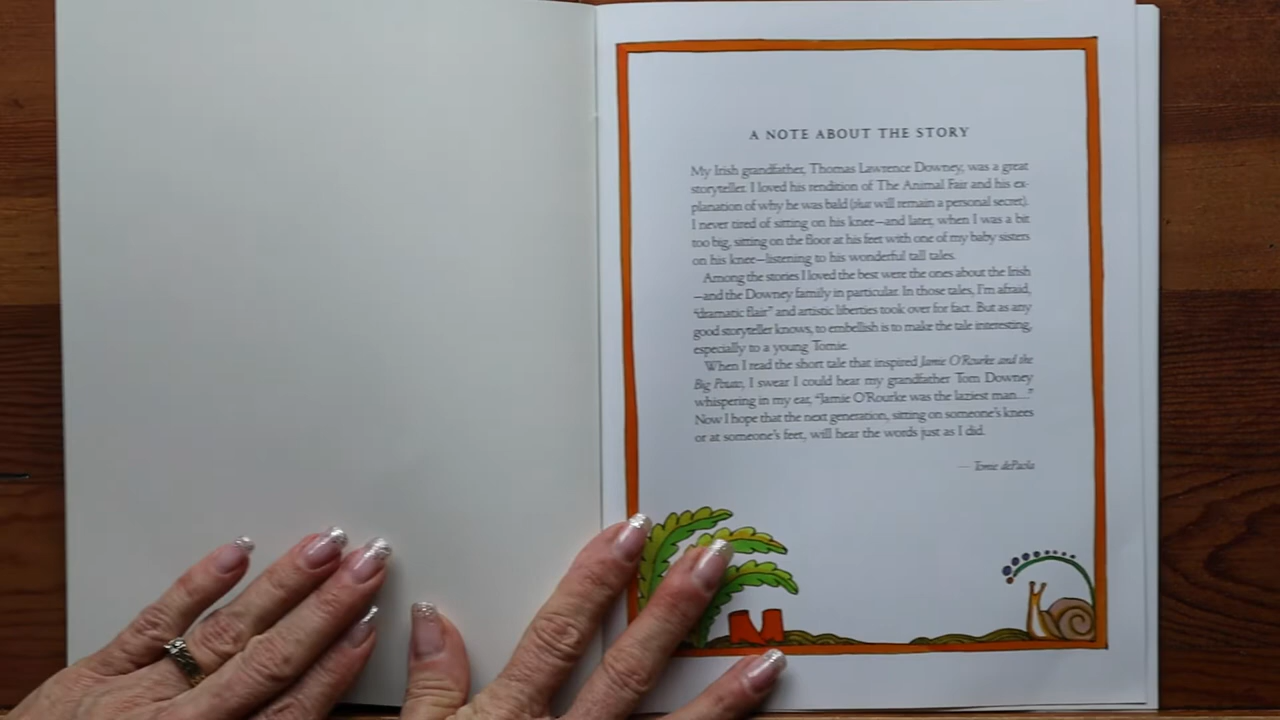 A NOTE ABOUT THE STORY
My Irish grandfather, Thomas Lawrence Downey, was a great
storyteller. I loved his rendition of The Animal Fair and his ex-
planation of why he was bald (that will remain a personal secret).
I never tired of sitting on his knee—and later, when I was a bit
too big, sitting on the floor at his feet with one of my baby sisters
on his knee—listening to his wonderful tall tales.
Among the stories I loved the best were the ones about the Irish
—and the Downey family in particular. In those tales, I'm afraid,
"dramatic flair" and artistic liberties took over for fact. But as any
good storyteller knows, to embellish is to make the tale interesting,
especially to a young Tomie.
When I read the short tale that inspired Jamie O'Rourke and the
Big Potato, I swear I could hear my grandfather Tom Downey
whispering in my ear, "Jamie O'Rourke was the laziest man...."
Now I hope that the next generation, sitting on someone's knees
or at someone's feet, will hear the words just as I did.
— Tomie dePaola